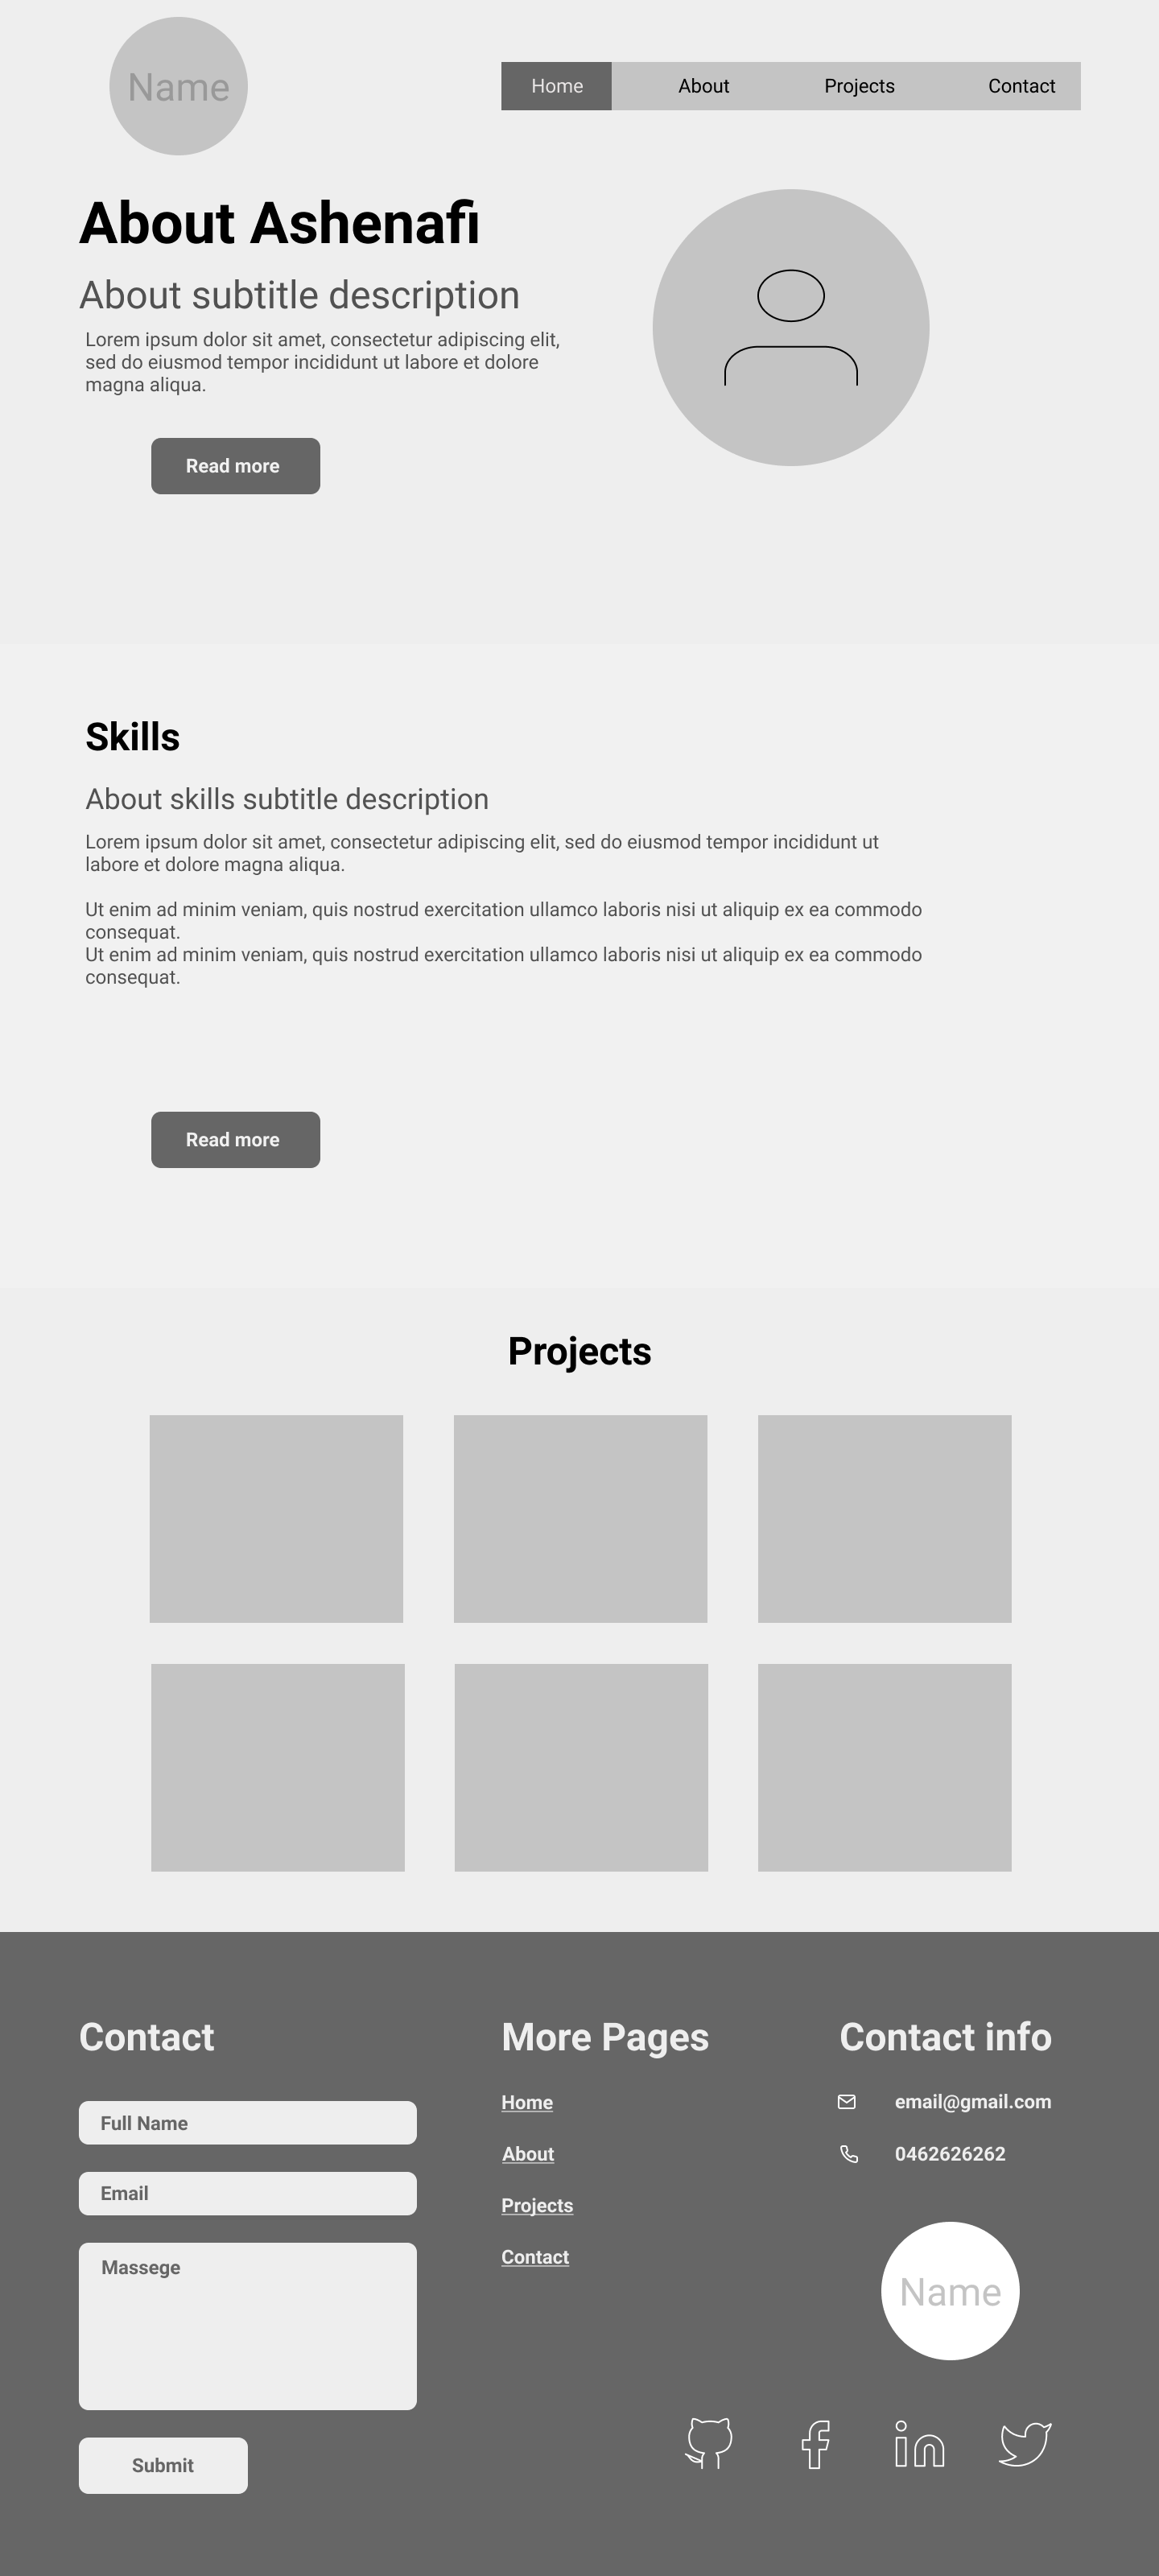 Name
Home
About
Projects
Contact
About Ashenafi
About subtitle description
Lorem ipsum dolor sit amet, consectetur adipiscing elit,
sed do eiusmod tempor incididunt ut labore et dolore
magna aliqua.
Read more
Skills
About skills subtitle description
Lorem ipsum dolor sit amet, consectetur adipiscing elit, sed do eiusmod tempor incididunt ut
labore et dolore magna aliqua.
Ut enim ad minim veniam, quis nostrud exercitation ullamco laboris nisi ut aliquip ex ea commodo
consequat.
Ut enim ad minim veniam, quis nostrud exercitation ullamco laboris nisi ut aliquip ex ea commodo
consequat.
Read more
Projects
Contact
Full Name
Email
Massege
Submit
More Pages
Home
About
Projects
Contact
Contact info
email@gmail.com
0462626262
Name